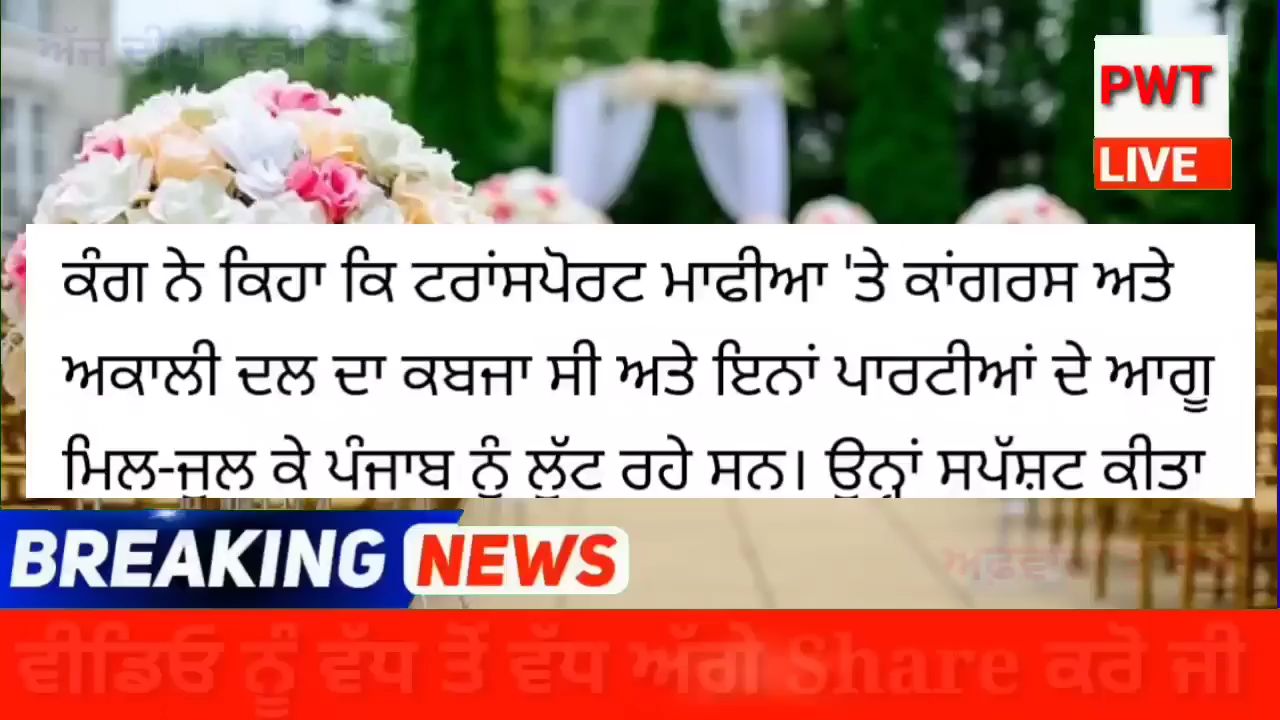 PWT
LIVE
ਕੰਗ ਨੇ ਕਿਹਾ ਕਿ ਟਰਾਂਸਪੋਰਟ ਮਾਫੀਆ 'ਤੇ ਕਾਂਗਰਸ ਅਤੇ
ਅਕਾਲੀ ਦਲ ਦਾ ਕਬਜਾ ਸੀ ਅਤੇ ਇਨਾਂ ਪਾਰਟੀਆਂ ਦੇ ਆਗੂ
ਮਿਲ-ਜੂਲ ਕੇ ਪੰਜਾਬ ਨੂੰ ਲੁੱਟ ਰਹੇ ਸਨ। ਉਨ੍ਹਾਂ ਸਪੱਸ਼ਟ ਕੀਤਾ
BREAKING NEWS
ਵੀਡਿਓ ਨੂੰ ਵੱਧ ਤੋਂ ਵੱਧ ਅੱਗੇ Share ਕਰੋ ਜੀ